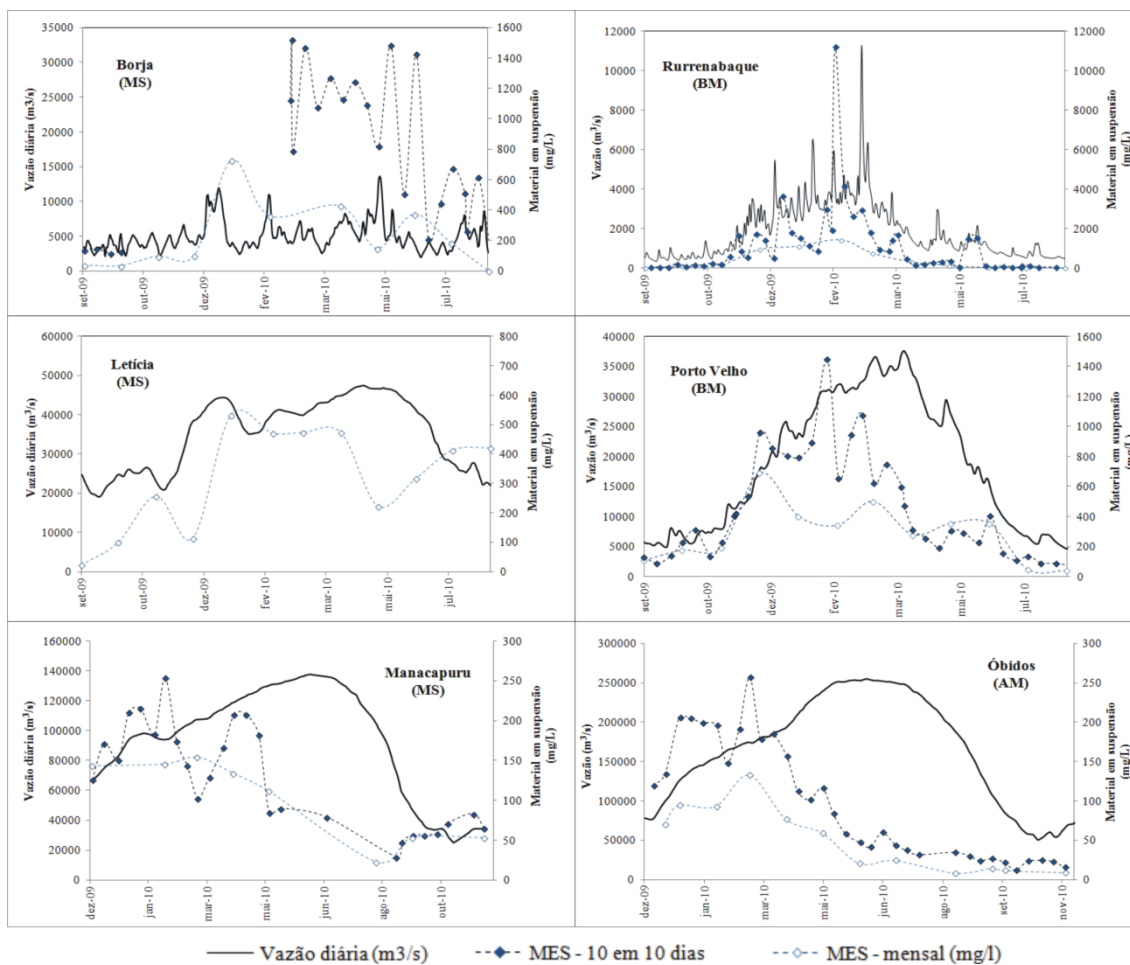 Borja
(MS)
Vazão diária (m3/s)
35000
30000
25000
20000
15000
10000
5000
0
1600
1400
1200
1000
800
600
400
200
0
Material em suspensão
(mg/L)
set-09
out-09
dez-09
fev-10
mar-10
mai-10
jul-10
Rurrenabaque
(BM)
Vazão (m³/s)
12000
10000
8000
6000
4000
2000
0
12000
10000
8000
6000
4000
2000
0
Material em suspensão
(mg/L)
set-09
out-09
dez-09
fev-10
mar-10
mai-10
jul-10
Letícia
(MS)
Vazão diária (m3/s)
60000
50000
40000
30000
20000
10000
0
800
700
600
500
400
300
200
100
0
Material em suspensão
(mg/L)
set-09
out-09
dez-09
fev-10
mar-10
mai-10
jul-10
Porto Velho
(BM)
Vazão diária (m3/s)
40000
35000
30000
25000
20000
15000
10000
5000
0
1600
1400
1200
1000
800
600
400
200
0
Material em suspensão
(mg/L)
set-09
out-09
dez-09
fev-10
mar-10
mai-10
jul-10
Manacapuru
(MS)
Vazão diária (m3/s)
160000
140000
120000
100000
80000
60000
40000
20000
0
300
250
200
150
100
50
0
Material em suspensão
(mg/L)
dez-09
jan-10
mar-10
abr-10
jun-10
ago-10
out-10
Óbidos
(AM)
Vazão (m3/s)
300000
250000
200000
150000
100000
50000
0
300
250
200
150
100
50
0
Material em suspensão
(mg/L)
dez-09
jan-10
mar-10
abr-10
jun-10
ago-10
set-10
nov-10
Vazão diária (m3/s) MES - 10 em 10 dias MES - mensal (mg/l)